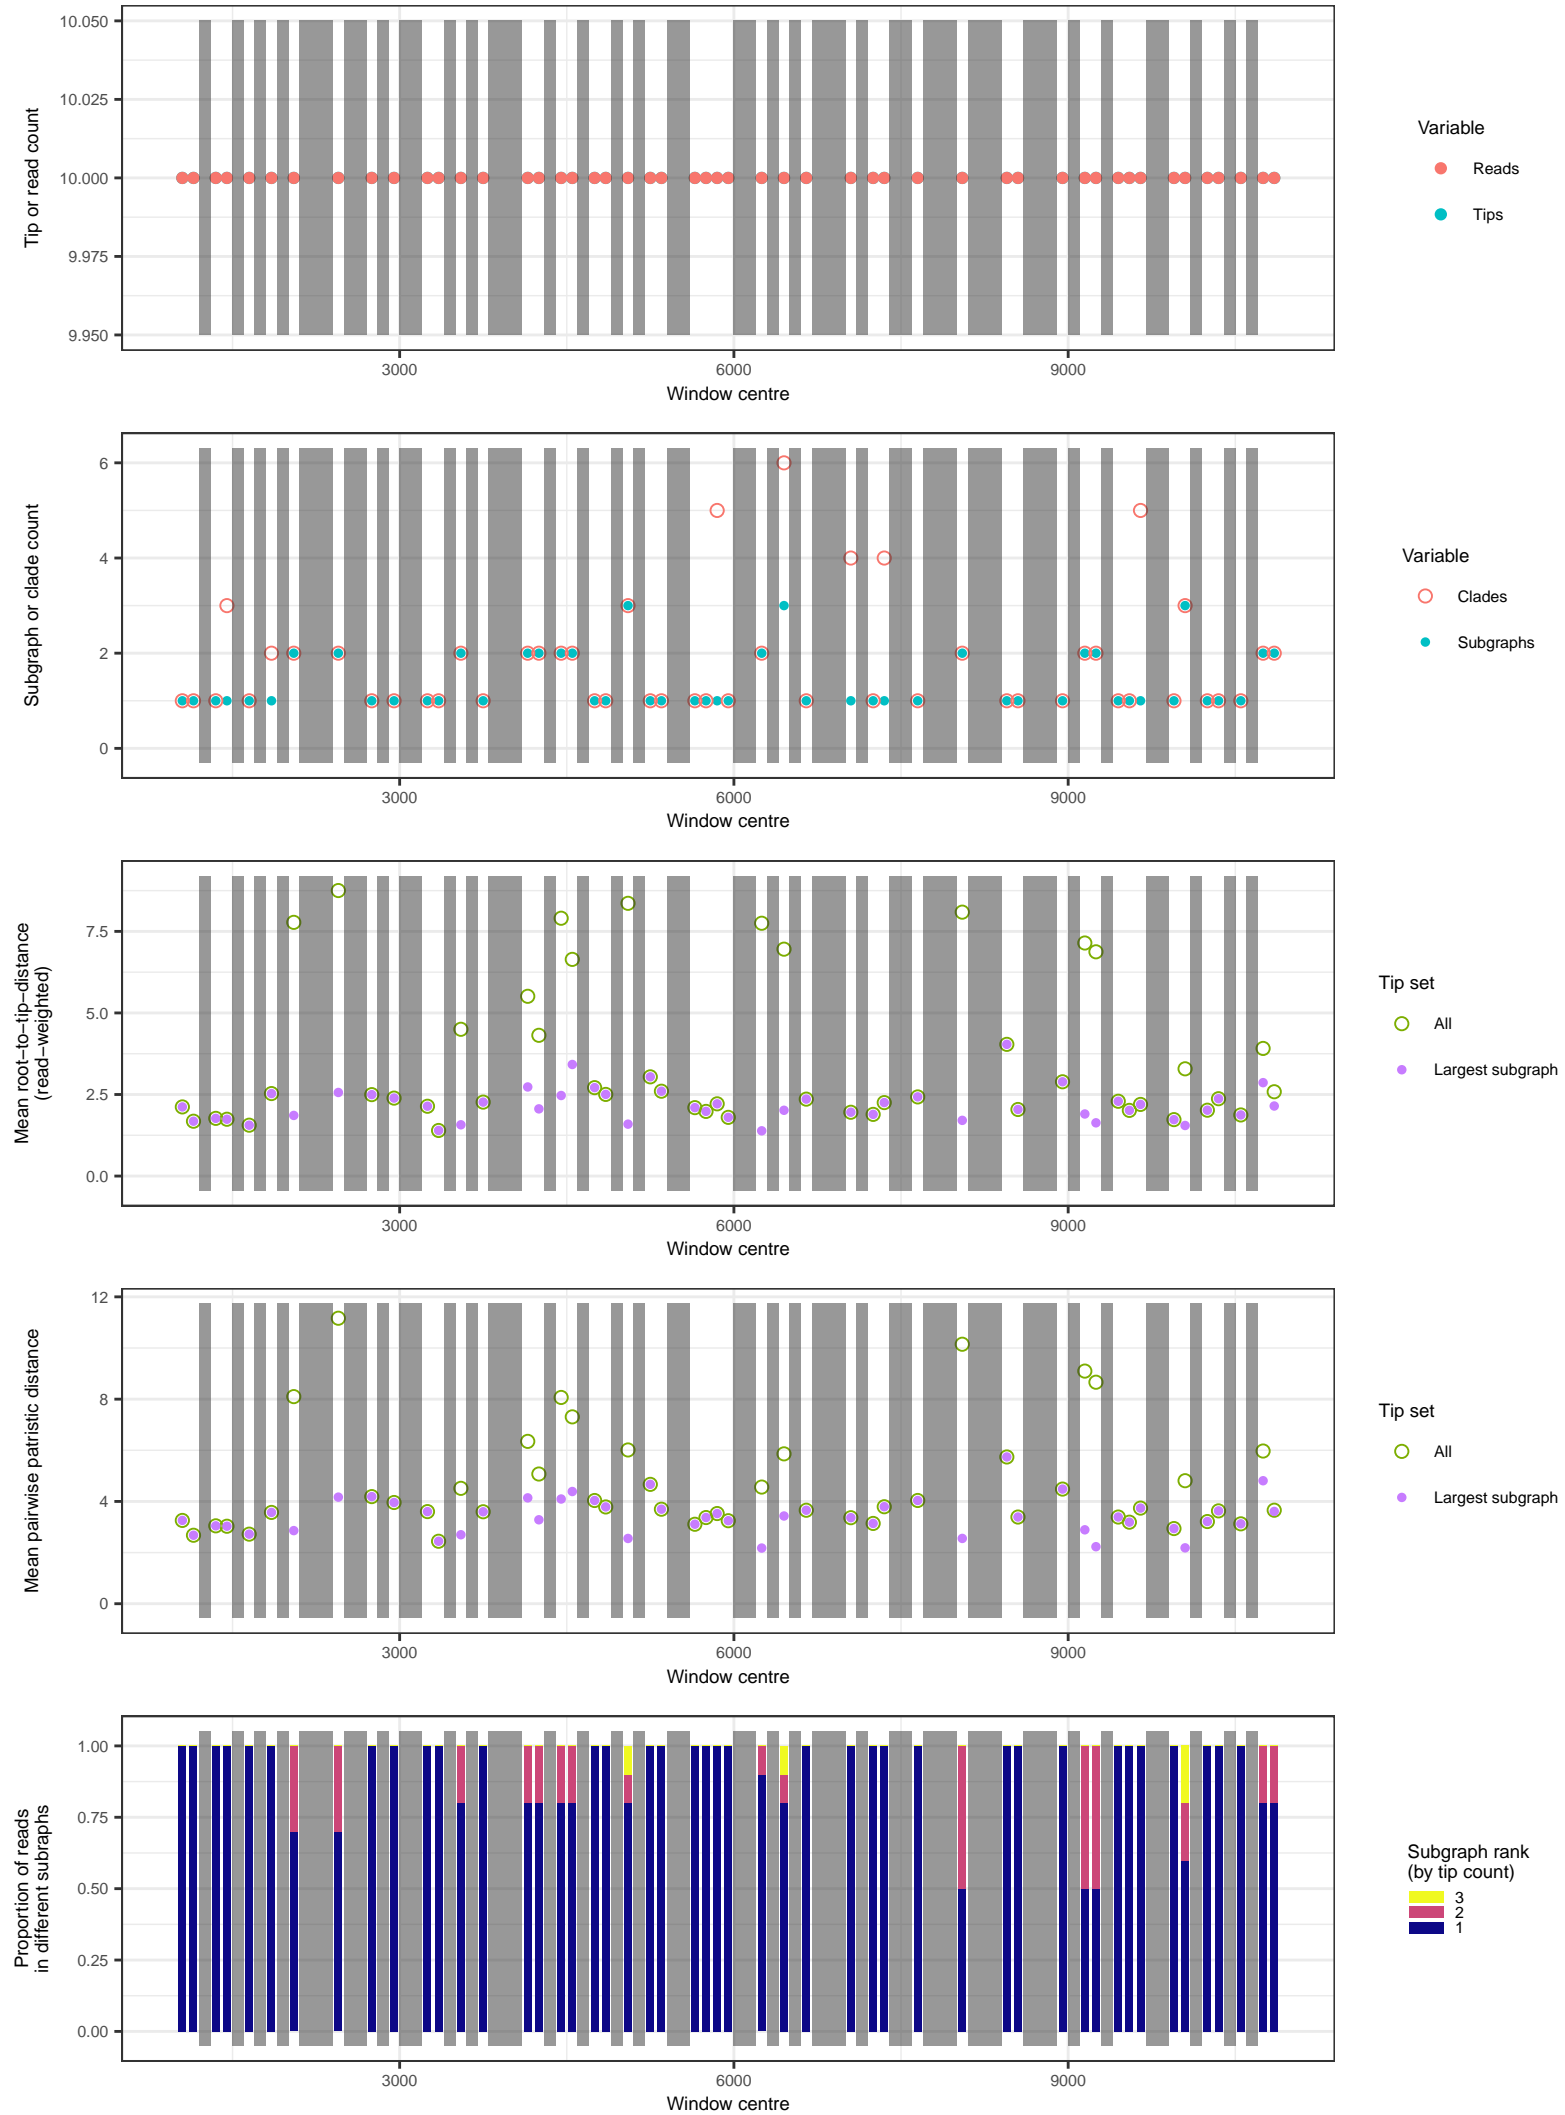 10.050
10.025
10.000
9.975
9.950
Tip or read count
3000
6000
9000
Window centre
Variable
Reads
Tips
6
4
2
0
Subgraph or clade count
3000
6000
9000
Window centre
Variable
Clades
Subgraphs
7.5
5.0
2.5
0.0
Mean root−to−tip−distance
(read−weighted)
3000
6000
9000
Window centre
Tip set
All
Largest subgraph
12
8
4
0
Mean pairwise patristic distance
3000
6000
9000
Window centre
Tip set
All
Largest subgraph
1.00
0.75
0.50
0.25
0.00
Proportion of reads
in different subraphs
3000
6000
9000
Window centre
Subgraph rank
(by tip count)
3
2
1